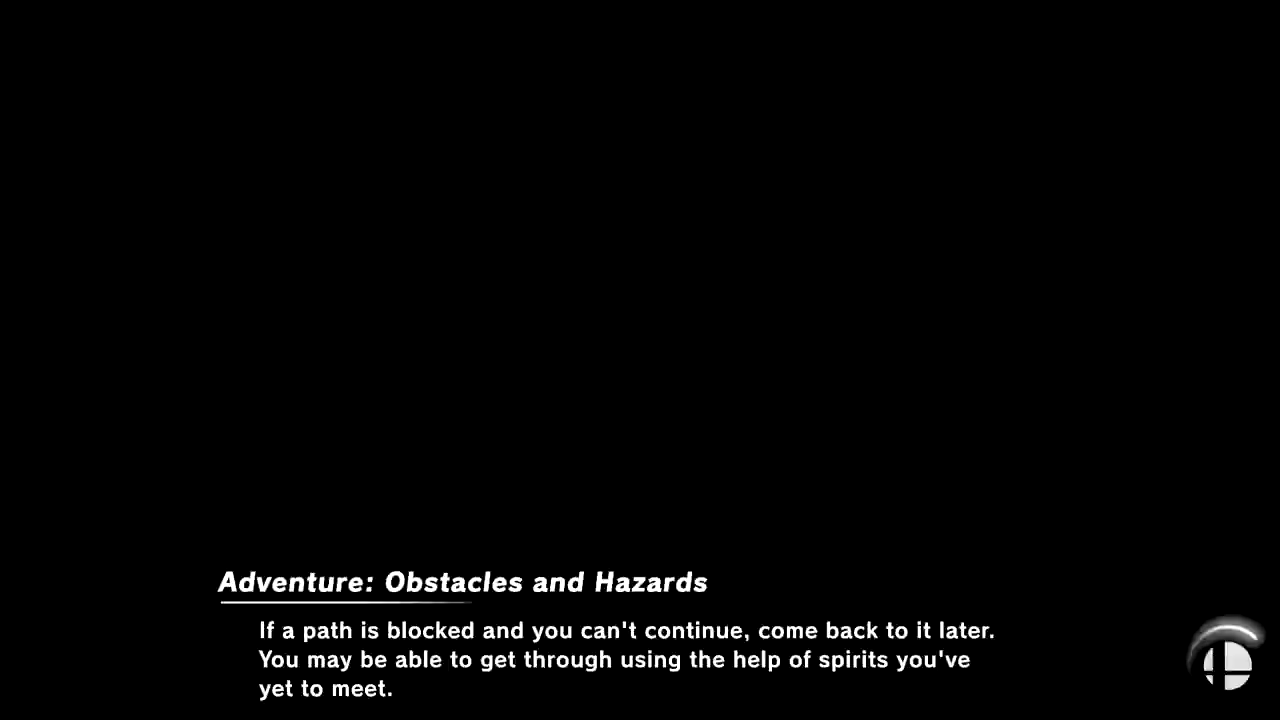 Adventure: Obstacles and Hazards
If a path is blocked and you can't continue, come back to it later.
You may be able to get through using the help of spirits you've
yet to meet.